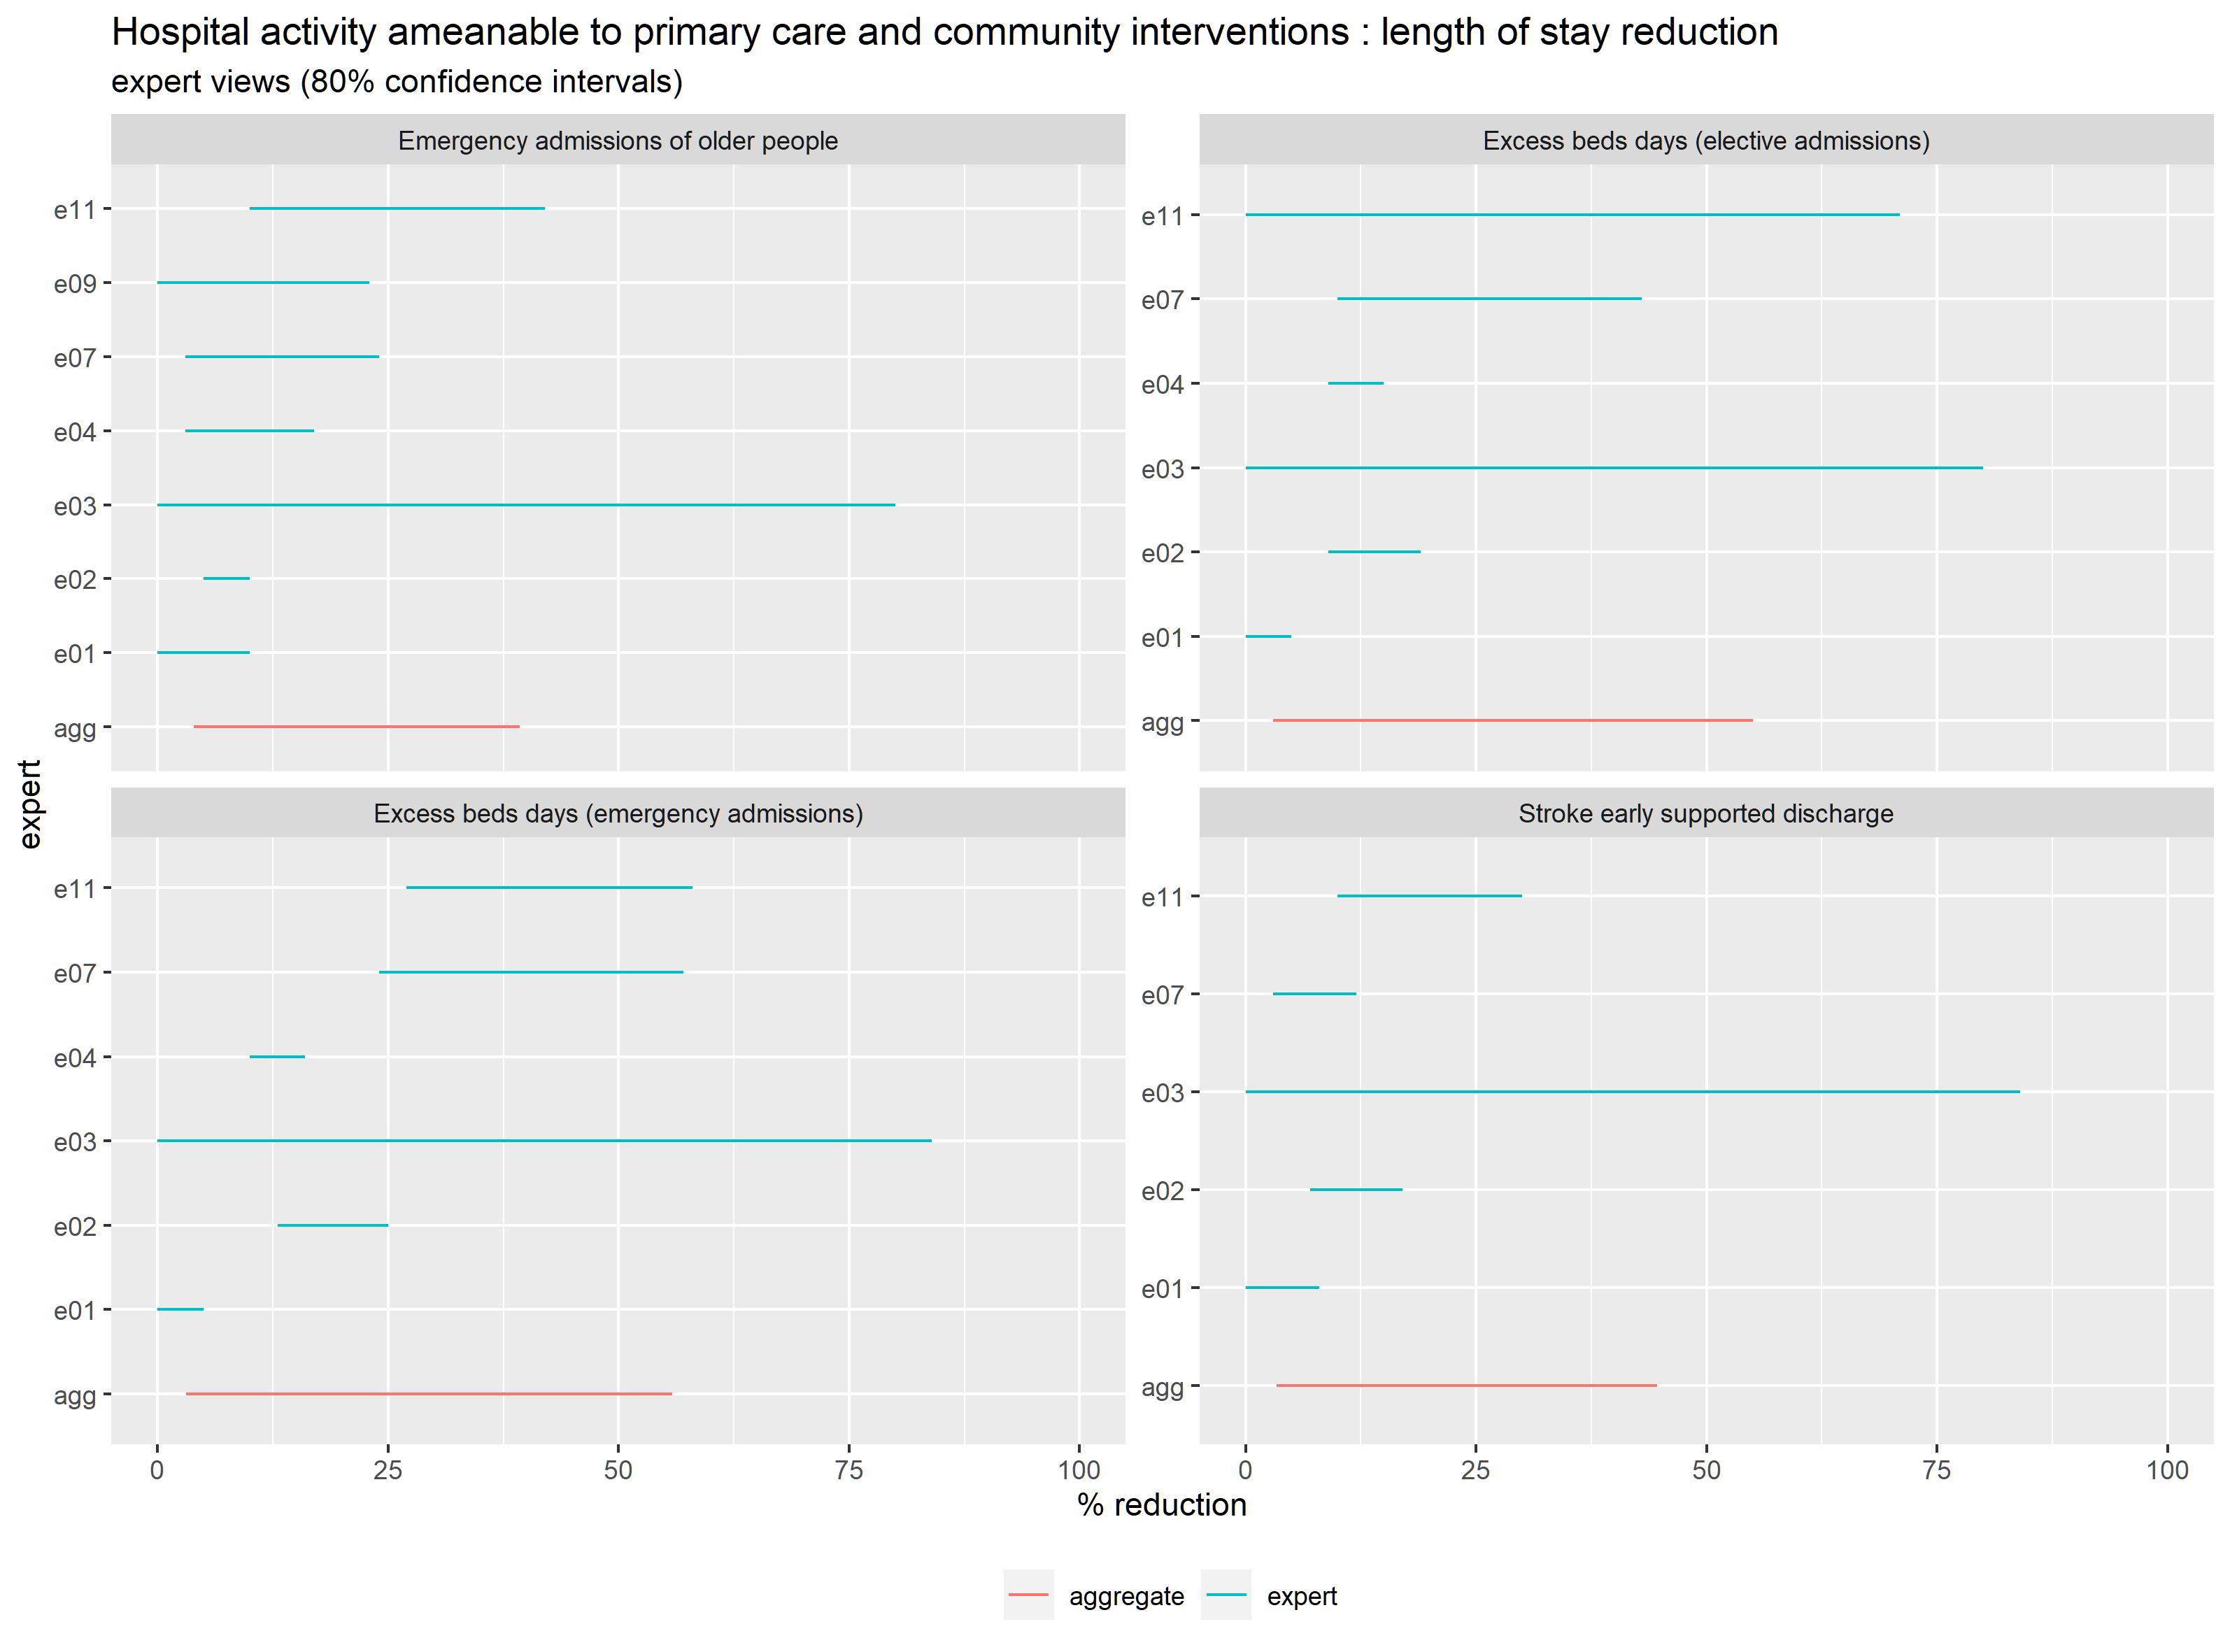 Hospital activity ameanable to primary care and community interventions : length of stay reduction
expert views (80% confidence intervals)
Emergency admissions of older people
e11
e09
e07
e04
e03
e02
e01
agg
Excess beds days (elective admissions)
e11
e07
e04
e03
e02
e01
agg
expert
Excess beds days (emergency admissions)
e11
e07
e04
e03
e02
e01
agg
0 25 50 75 100
Stroke early supported discharge
e11
e07
e03
e02
e01
agg
0 25 50 75 100
% reduction
aggregate expert